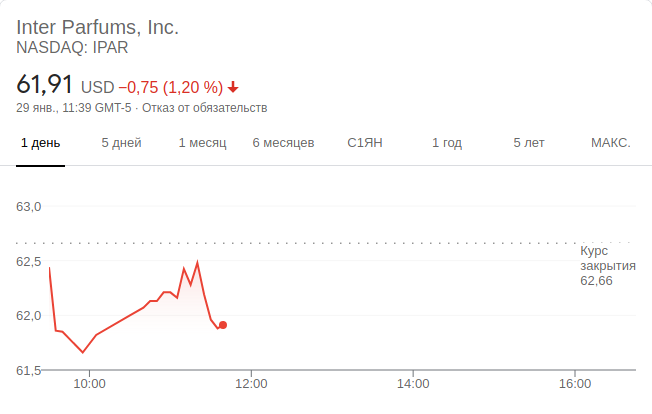 Inter Parfums, Inc.
NASDAQ: IPAR
61,91 USD −0,75 (1,20 %)
29 янв., 11:39 GMT-5 · Отказ от обязательств
1 день 5 дней 1 месяц 6 месяцев С1ЯН 1 год 5 лет МАКС.
63,0
Курс
закрытия
62,66
62,5
62,0
61,5
10:00 12:00 14:00 16:00